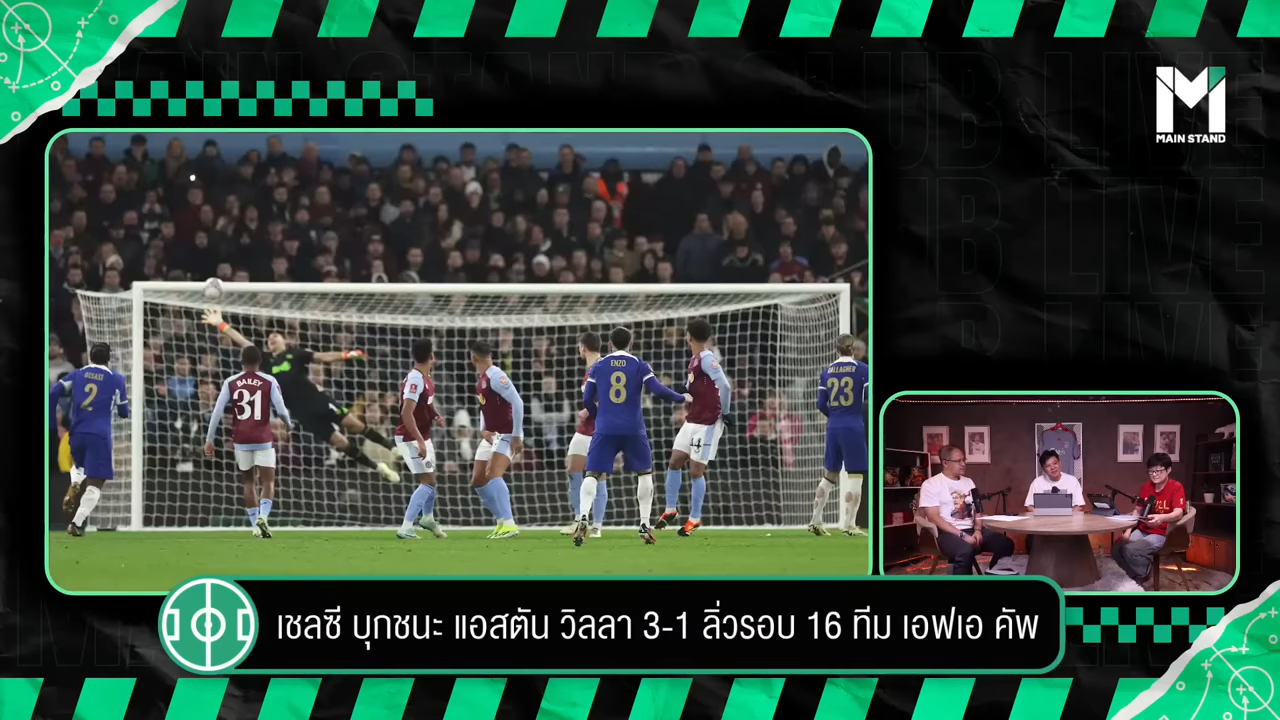 MAIN STAND
DISASI
2
BAILEY
31
ENZO
8
GALLAGHER
23
เชลซี บุกชนะ แอสตัน วิลลา 3-1 ลิ่วรอบ 16 ทีม เอฟเอ คัพ